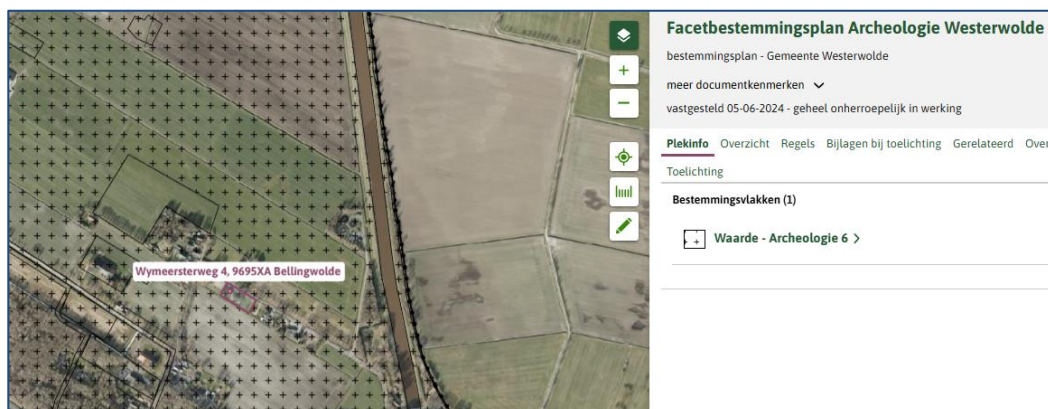 Facetbestemmingsplan Archeologie Westerwolde
bestemmingsplan - Gemeente Westerwolde
meer documentkenmerken
vastgesteld 05-06-2024 - geheel onherroepelijk in werking
Plekinfo Overzicht Regels Bijlagen bij toelichting Gerelateerd Over
Toelichting
Bestemmingsvlakken (1)
Waarde - Archeologie 6 >
Wymeersterweg 4, 9695XA Bellingwolde